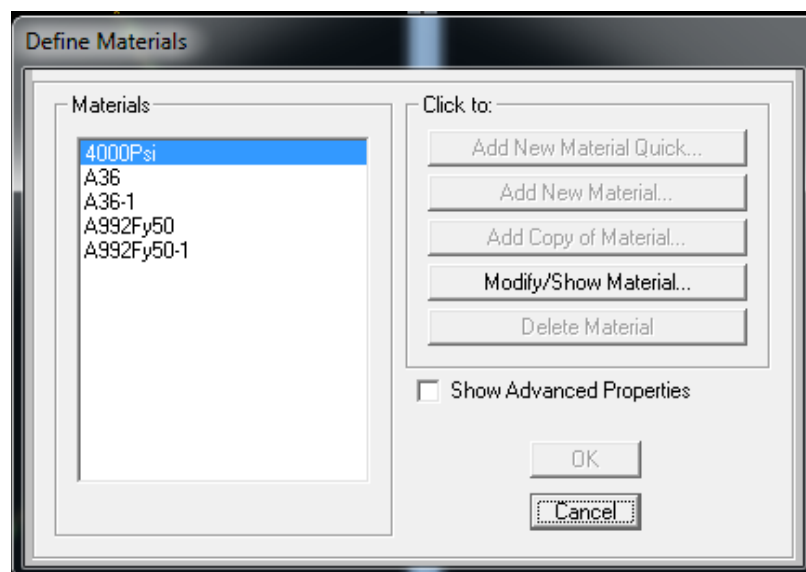 Define Materials
Materials
4000Psi
A36
A36-1
A992Fy50
A992Fy50-1
Click to:
Add New Material Quick...
Add New Material...
Add Copy of Material...
Modify/Show Material...
Delete Material
Show Advanced Properties
OK
Cancel